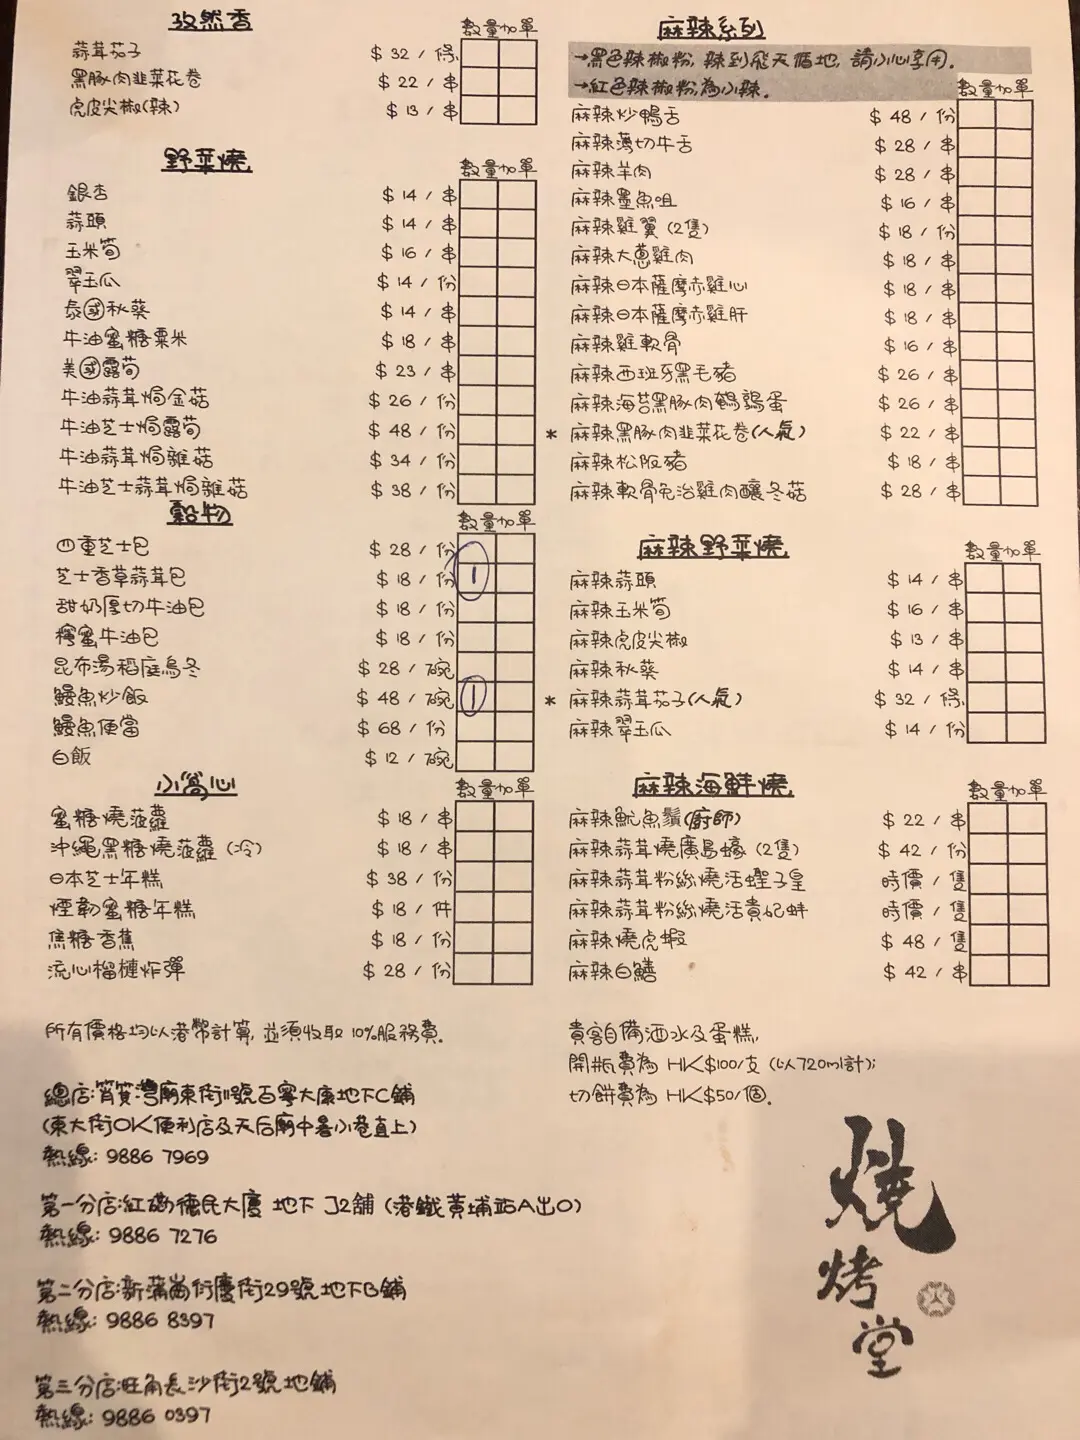 孜然香
數量加單
蒜茸茄子 $ 32 / 條
黑豚肉韭菜花卷 $ 22 / 串
虎皮尖椒(辣) $ 13 / 串
野菜燒
數量加單
銀杏 $ 14 / 串
蒜頭 $ 14 / 串
玉米筍 $ 16 / 串
翠玉瓜 $ 14 / 份
泰國秋葵 $ 14 / 串
牛油蜜糖粟米 $ 18 / 串
美國露荀 $ 23 / 串
牛油蒜茸焗金菇 $ 26 / 份
牛油芝士焗露荀 $ 48 / 份
牛油蒜茸焗雜菇 $ 34 / 份
牛油芝士蒜茸焗雜菇 $ 38 / 份
穀物
數量加單
四重芝士包 $ 28 / 份
芝士香草蒜茸包 $ 18 / 份 1
甜奶厚切牛油包 $ 18 / 份
檸蜜牛油包 $ 18 / 份
昆布湯稻庭烏冬 $ 28 / 碗
鰻魚炒飯 $ 48 / 碗 1
鰻魚便當 $ 68 / 份
白飯 $ 12 / 碗
小窩心
數量加單
蜜糖燒菠蘿 $ 18 / 串
沖繩黑糖燒菠蘿 (冷) $ 18 / 串
日本芝士年糕 $ 38 / 份
煙韌蜜糖年糕 $ 18 / 件
焦糖香蕉 $ 18 / 份
流心榴槤炸彈 $ 28 / 份
所有價格均以港幣計算, 並須收取 10%服務費.
總店:筲箕灣廟東街11號百寧大廈地下C舖
(東大街OK便利店及天后廟中暑小巷直上)
熱線: 9886 7969
第一分店:紅磡德民大廈 地下 J2舖 (港鐵黃埔站A出口)
熱線: 9886 7276
第二分店:新蒲崗衍慶街29號地下B舖
熱線: 9886 8397
第三分店:旺角長沙街2號地舖
熱線: 9886 0397
麻辣系列
→黑色辣椒粉, 辣到飛天循地, 請小心享用.
→紅色辣椒粉,為小辣.
數量加單
麻辣炒鴨舌 $ 48 / 份
麻辣薄切牛舌 $ 28 / 串
麻辣羊肉 $ 28 / 串
麻辣墨魚咀 $ 16 / 串
麻辣雞翼 (2隻) $ 18 / 份
麻辣大蔥雞肉 $ 18 / 串
麻辣日本薩摩赤雞心 $ 18 / 串
麻辣日本薩摩赤雞肝 $ 18 / 串
麻辣雞軟骨 $ 16 / 串
麻辣西班牙黑毛豬 $ 26 / 串
麻辣海苔黑豚肉鵪鶉蛋 $ 26 / 串
* 麻辣黑豚肉韭菜花卷(人氣) $ 22 / 串
麻辣松阪豬 $ 18 / 串
麻辣軟骨免治雞肉釀冬菇 $ 28 / 串
麻辣野菜燒
數量加單
麻辣蒜頭 $ 14 / 串
麻辣玉米筍 $ 16 / 串
麻辣虎皮尖椒 $ 13 / 串
麻辣秋葵 $ 14 / 串
* 麻辣蒜茸茄子(人氣) $ 32 / 條
麻辣翠玉瓜 $ 14 / 份
麻辣海鮮燒
數量加單
麻辣魷魚鬚(廚師) $ 22 / 串
麻辣蒜茸燒廣島蠔 (2隻) $ 42 / 份
麻辣蒜茸粉絲燒活蟶子皇 時價 / 隻
麻辣蒜茸粉絲燒活貴妃蚌 時價 / 隻
麻辣燒虎蝦 $ 48 / 隻
麻辣白鱔 $ 42 / 串
貴客自備酒水及蛋糕,
開瓶費為 HK$100/支 (以720ml計);
切餅費為 HK$50/個.
燒
烤
堂